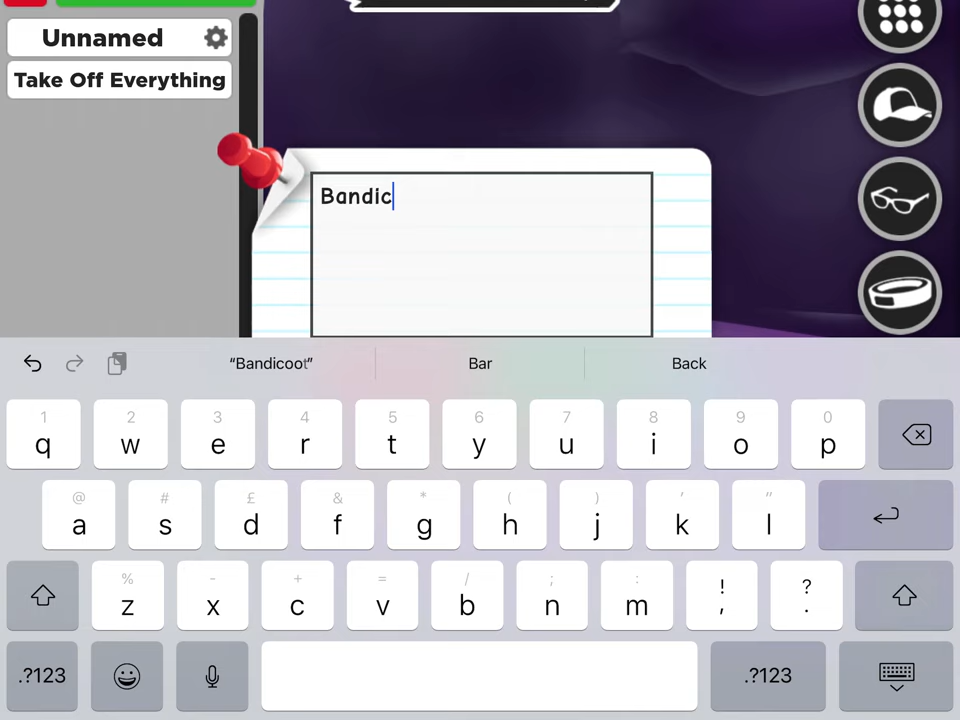 Unnamed
Take Off Everything
Bandic
“Bandicoot” Bar Back
1 2 3 4 5 6 7 8 9 0
q w e r t y u i o p
@ # £ & * ( ) ' "
a s d f g h j k l
% - + = / ; : ! ?
z x c v b n m , .
.?123 .?123